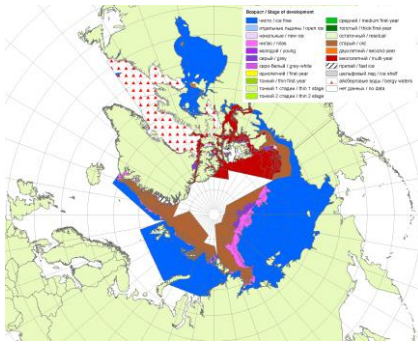 Возраст / Stage of development
чисто / ice free
отдельные льдины / open ice
начальные / new ice
нилас / nilas
молодой / young
серый / grey
серо-белый / grey-white
однолетний / first-year
тонкий / thin first-year
тонкий 1 стадии / thin 1 stage
тонкий 2 стадии / thin 2 stage
средний / medium first-year
толстый / thick first-year
остаточный / residual
старый / old
двухлетний / second-year
многолетний / multi-year
припай / fast ice
шельфовый лед / ice shelf
айсберговые воды / bergy waters
нет данных / no data